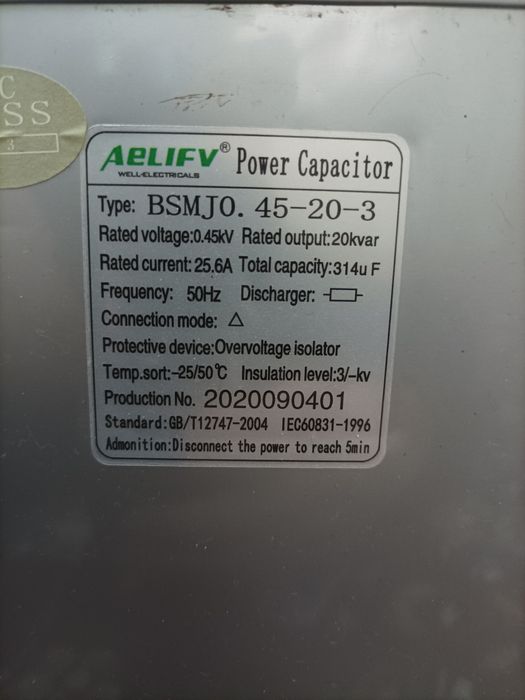 C
SS
3
AELIFV® Power Capacitor
WELL-ELECTRICALS
Type: BSMJ0. 45-20-3
Rated voltage:0.45kV Rated output:20kvar
Rated current: 25.6A Total capacity:314u F
Frequency: 50Hz Discharger:
Connection mode: △
Protective device:Overvoltage isolator
Temp.sort:-25/50℃ Insulation level:3/-kv
Production No. 2020090401
Standard:GB/T12747-2004 IEC60831-1996
Admonition:Disconnect the power to reach 5min